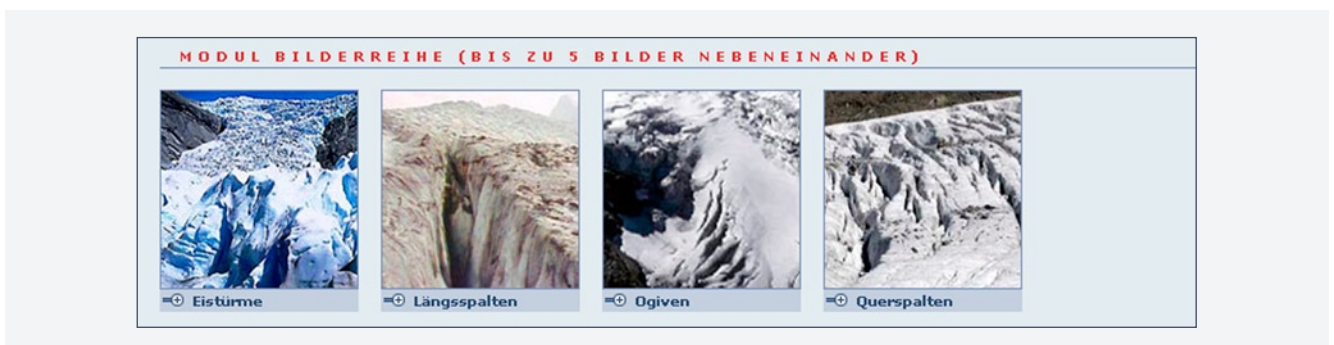 MODUL BILDERREIHE (BIS ZU 5 BILDER NEBENEINANDER)
Eistürme
Längsspalten
Ogiven
Querspalten